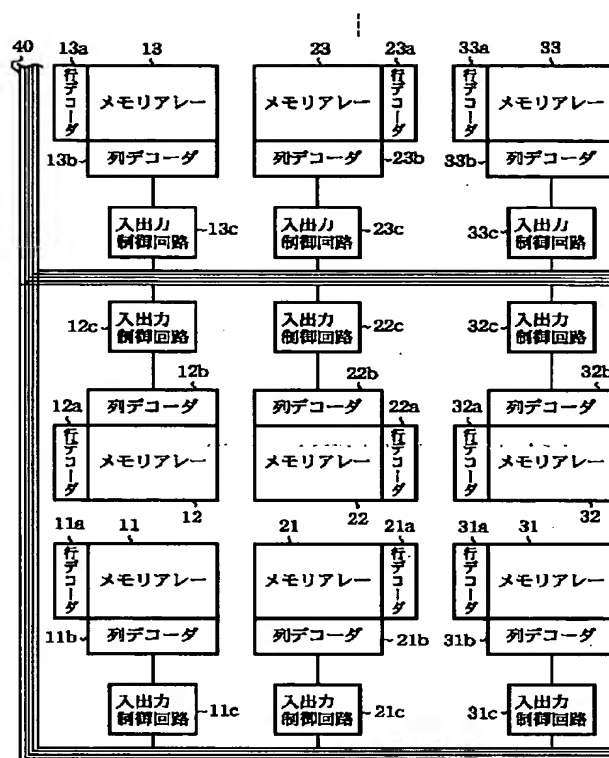 40
13a 13 23 23a 33a 33
行デコーダ メモリアレー メモリアレー 行デコーダ 行デコーダ メモリアレー
13b 列デコーダ 列デコーダ 23b 33b 列デコーダ
入出力 入出力 入出力
制御回路 13c 制御回路 23c 33c 制御回路
入出力 入出力 入出力
12c 制御回路 22c 制御回路 32c 制御回路
12b 22b 32b
12a 列デコーダ 列デコーダ 22a 32a 列デコーダ
行デコーダ メモリアレー メモリアレー 行デコーダ 行デコーダ メモリアレー
12 22 32
11a 11 21 21a 31a 31
行デコーダ メモリアレー メモリアレー 行デコーダ 行デコーダ メモリアレー
11b 列デコーダ 列デコーダ 21b 31b 列デコーダ
入出力 入出力 入出力
制御回路 11c 制御回路 21c 31c 制御回路